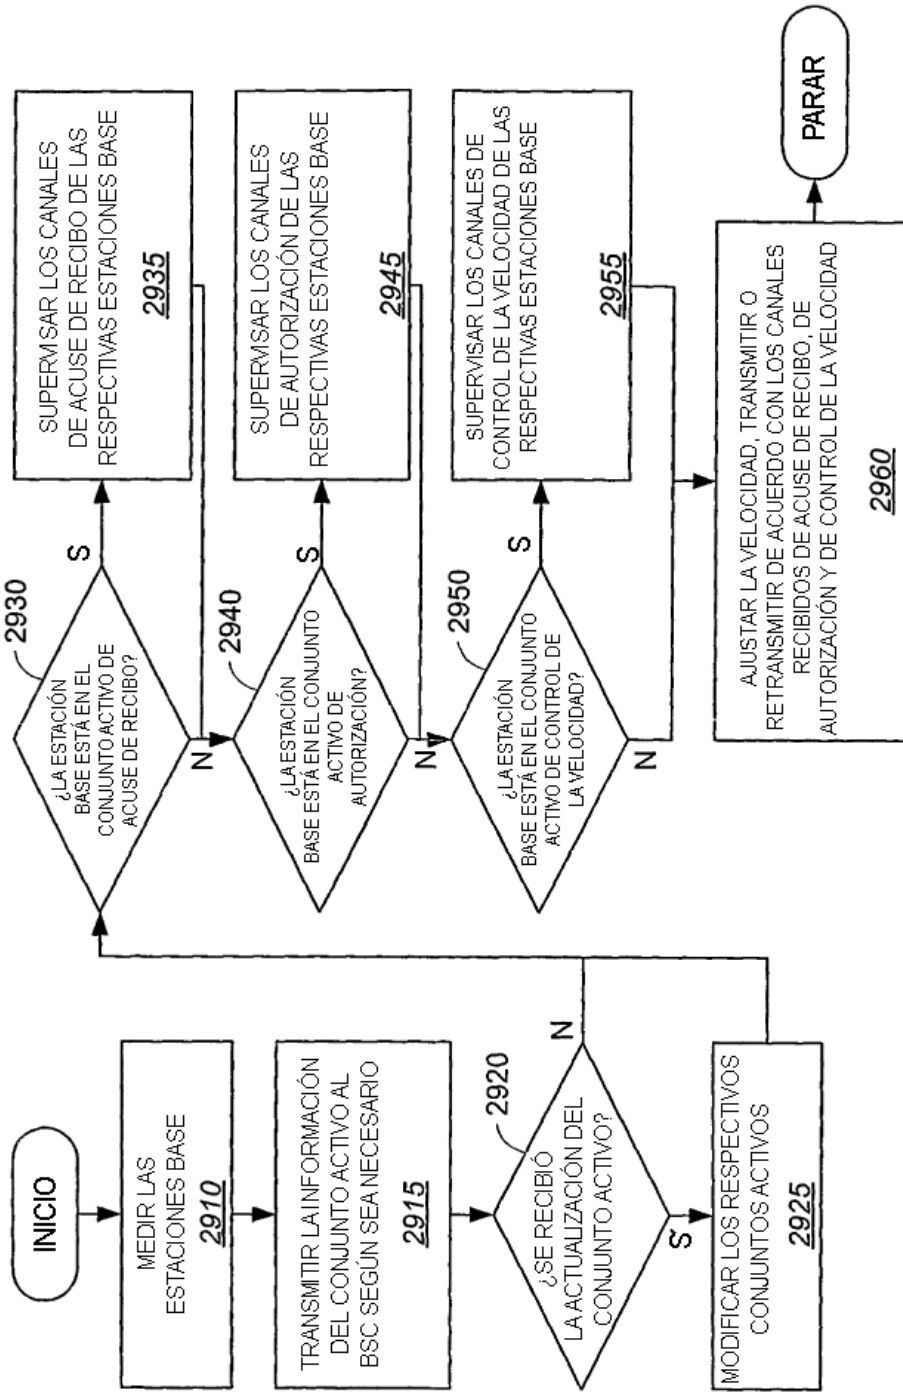 INICIO
MEDIR LAS
ESTACIONES BASE
2910
TRANSMITIR LA INFORMACIÓN
DEL CONJUNTO ACTIVO AL
BSC SEGÚN SEA NECESARIO
2915
2920
¿SE RECIBIÓ
LA ACTUALIZACIÓN DEL
CONJUNTO ACTIVO?
N
S
MODIFICAR LOS RESPECTIVOS
CONJUNTOS ACTIVOS
2925
2930
¿LA ESTACIÓN
BASE ESTÁ EN EL
CONJUNTO ACTIVO DE
ACUSE DE RECIBO?
S
N
SUPERVISAR LOS CANALES
DE ACUSE DE RECIBO DE LAS
RESPECTIVAS ESTACIONES BASE
2935
2940
¿LA ESTACIÓN
BASE ESTÁ EN EL CONJUNTO
ACTIVO DE
AUTORIZACIÓN?
S
N
SUPERVISAR LOS CANALES
DE AUTORIZACIÓN DE LAS
RESPECTIVAS ESTACIONES BASE
2945
2950
¿LA ESTACIÓN
BASE ESTÁ EN EL CONJUNTO
ACTIVO DE CONTROL DE
LA VELOCIDAD?
S
N
SUPERVISAR LOS CANALES DE
CONTROL DE LA VELOCIDAD DE LAS
RESPECTIVAS ESTACIONES BASE
2955
AJUSTAR LA VELOCIDAD, TRANSMITIR O
RETRANSMITIR DE ACUERDO CON LOS CANALES
RECIBIDOS DE ACUSE DE RECIBO, DE
AUTORIZACIÓN Y DE CONTROL DE LA VELOCIDAD
2960
PARAR